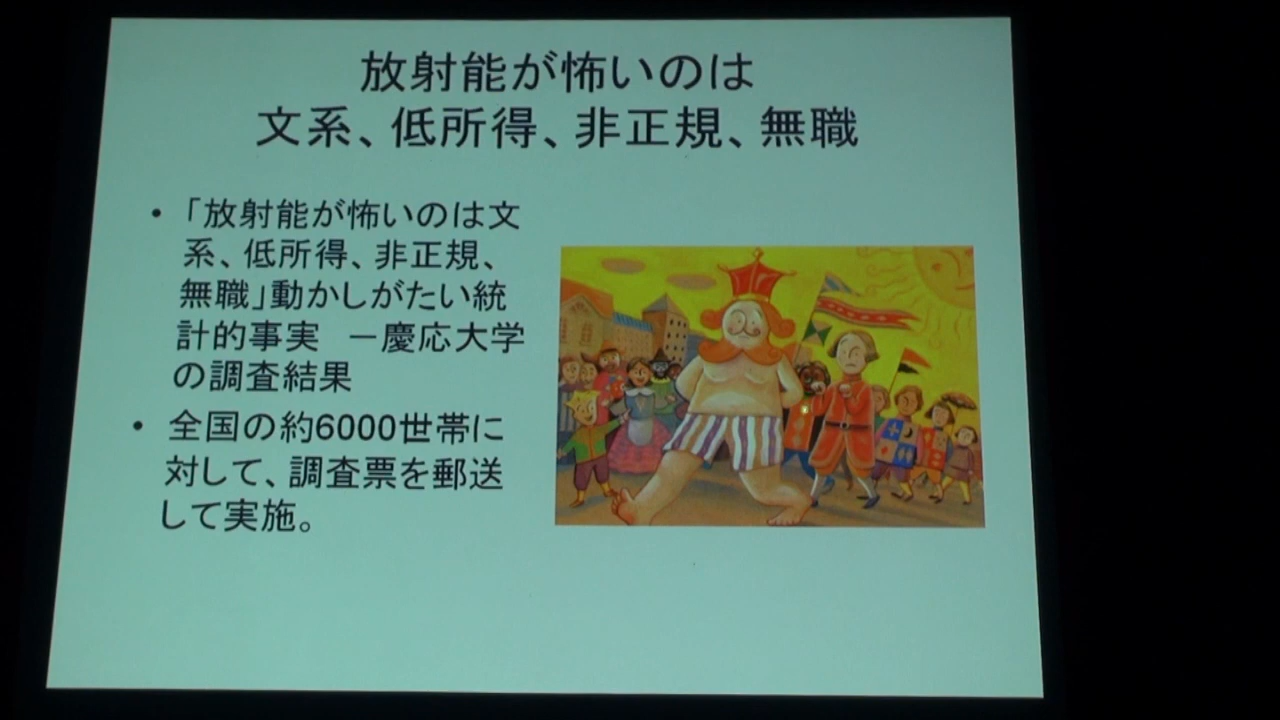 放射能が怖いのは
文系、低所得、非正規、無職
• 「放射能が怖いのは文
系、低所得、非正規、
無職」動かしがたい統
計的事実　－慶応大学
の調査結果
• 全国の約6000世帯に
対して、調査票を郵送
して実施。